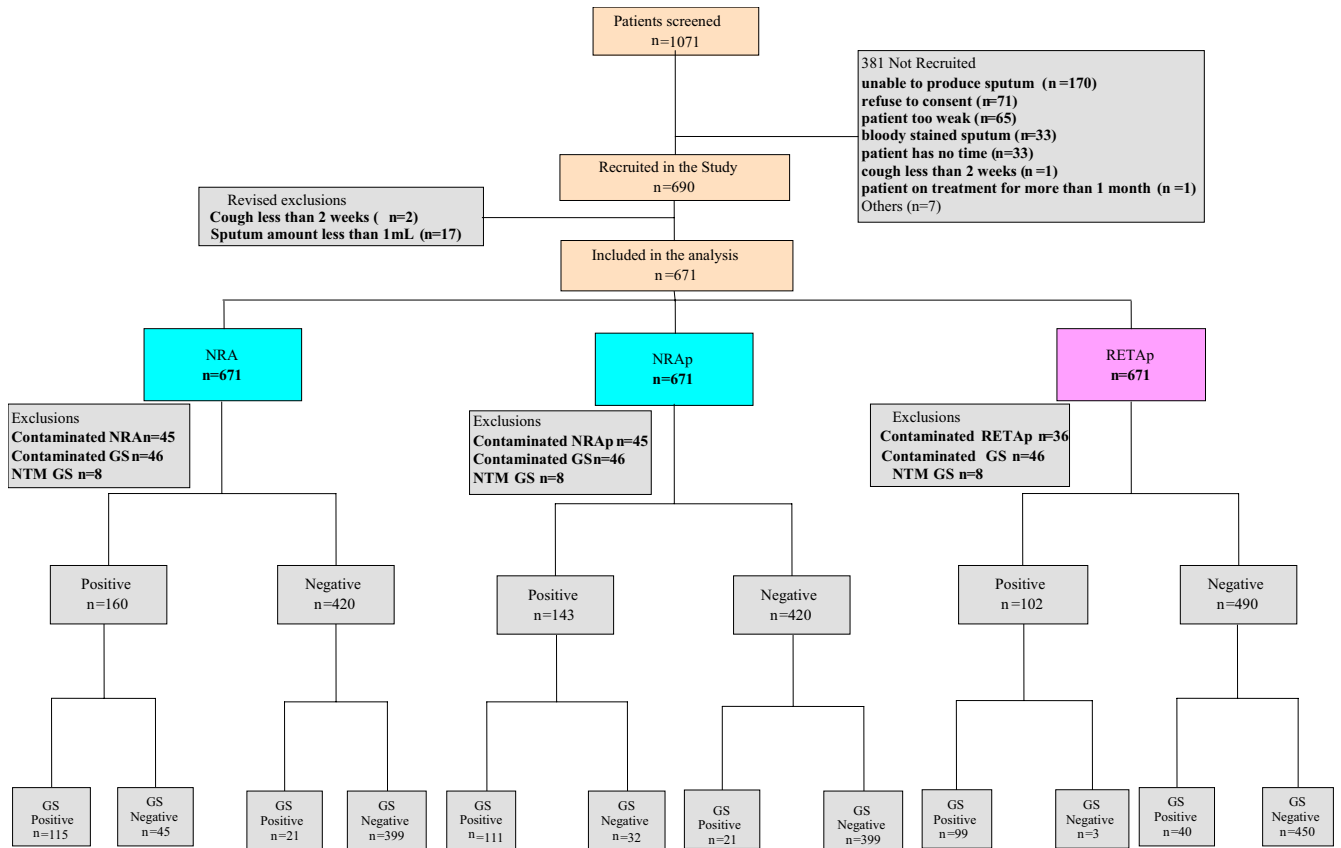 Patients screened
n=1071
381 Not Recruited
unable to produce sputum (n=170)
refuse to consent (n=71)
patient too weak (n=65)
bloody stained sputum (n=33)
patient has no time (n=33)
cough less than 2 weeks (n=1)
patient on treatment for more than 1 month (n=1)
Others (n=7)
Recruited in the Study
n=690
Revised exclusions
Cough less than 2 weeks ( n=2)
Sputum amount less than 1mL (n=17)
Included in the analysis
n=671
NRA
n=671
NRAp
n=671
RETAp
n=671
Exclusions
Contaminated NRAn=45
Contaminated GSn=46
NTM GS n=8
Exclusions
Contaminated NRAp n=45
Contaminated GSn=46
NTM GS n=8
Exclusions
Contaminated RETAp n=36
Contaminated GS n=46
NTM GS n=8
Positive
n=160
Negative
n=420
Positive
n=143
Negative
n=420
Positive
n=102
Negative
n=490
GS
Positive
n=115
GS
Negative
n=45
GS
Positive
n=21
GS
Negative
n=399
GS
Positive
n=111
GS
Negative
n=32
GS
Positive
n=21
GS
Negative
n=399
GS
Positive
n=99
GS
Negative
n=3
GS
Positive
n=40
GS
Negative
n=450